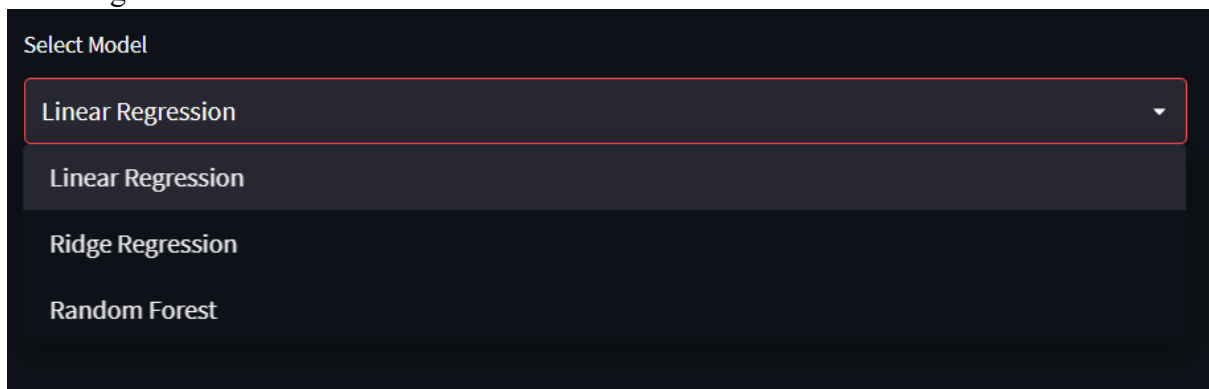 Select Model
Linear Regression
Linear Regression
Ridge Regression
Random Forest